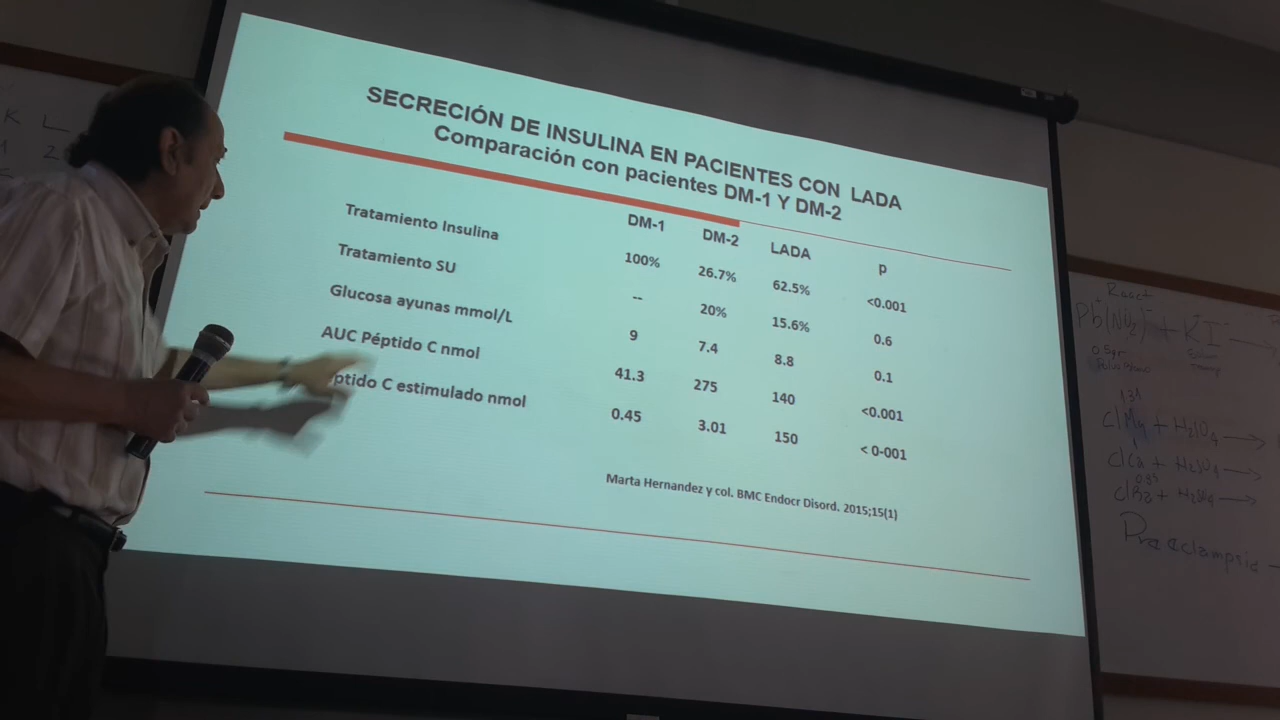 SECRECIÓN DE INSULINA EN PACIENTES CON LADA
Comparación con pacientes DM-1 Y DM-2
DM-1 DM-2 LADA p
Tratamiento Insulina 100% 26.7% 62.5% <0.001
Tratamiento SU -- 20% 15.6% 0.6
Glucosa ayunas mmol/L 9 7.4 8.8 0.1
AUC Péptido C nmol 41.3 275 140 <0.001
ptido C estimulado nmol 0.45 3.01 150 < 0-001
Marta Hernandez y col. BMC Endocr Disord. 2015;15(1)
K L
React
Preeclampsia